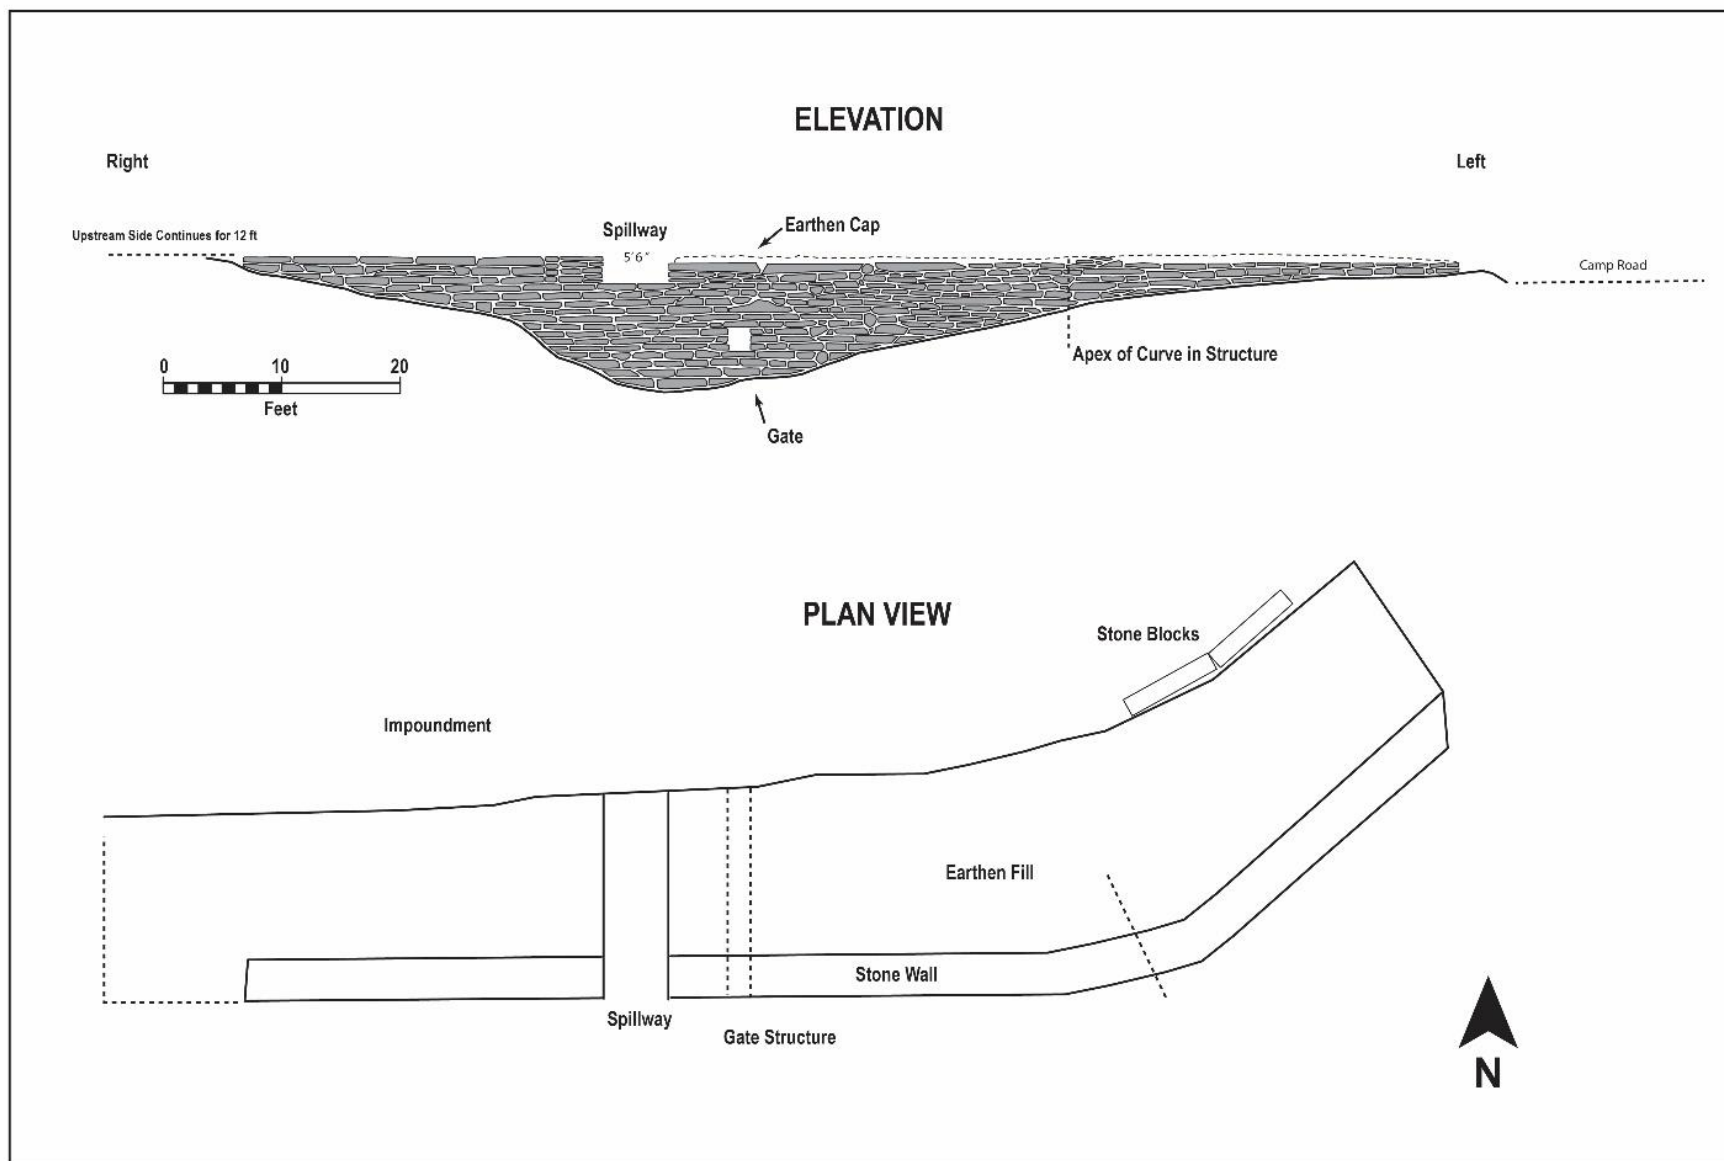 ELEVATION
Right
Left
Upstream Side Continues for 12 ft
Spillway
5'6"
Earthen Cap
Camp Road
0 10 20
Feet
Apex of Curve in Structure
Gate
PLAN VIEW
Stone Blocks
Impoundment
Earthen Fill
Stone Wall
Spillway
Gate Structure
N